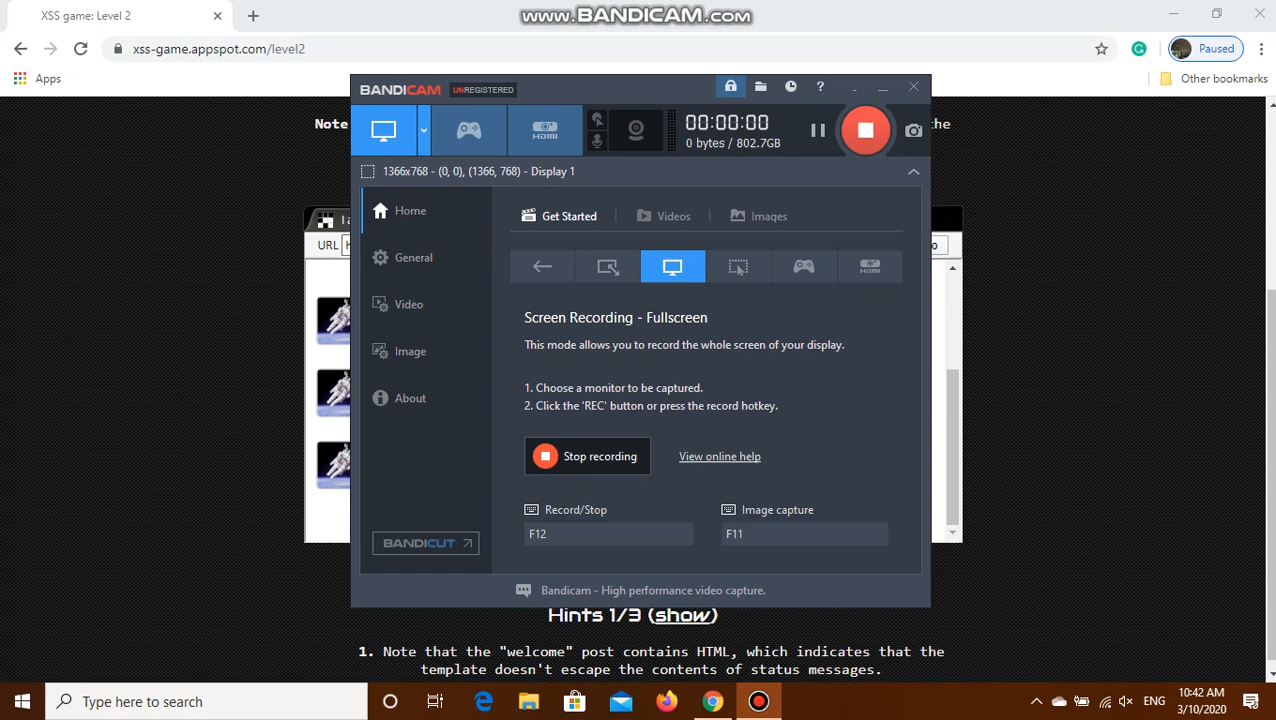 XSS game: Level 2
www.BANDICAM.com
xss-game.appspot.com/level2
Paused
Apps
Other bookmarks
Note
the
BANDICAM UNREGISTERED
HDMI
00:00:00
0 bytes / 802.7GB
1366x768 - (0, 0), (1366, 768) - Display 1
Home
General
Video
Image
About
BANDICUT
Get Started
Videos
Images
HDMI
Screen Recording - Fullscreen
This mode allows you to record the whole screen of your display.
1. Choose a monitor to be captured.
2. Click the 'REC' button or press the record hotkey.
Stop recording
View online help
Record/Stop
Image capture
F12
F11
Bandicam - High performance video capture.
URL
Hints 1/3 (show)
1. Note that the "welcome" post contains HTML, which indicates that the
template doesn't escape the contents of status messages.
Type here to search
ENG
10:42 AM
3/10/2020